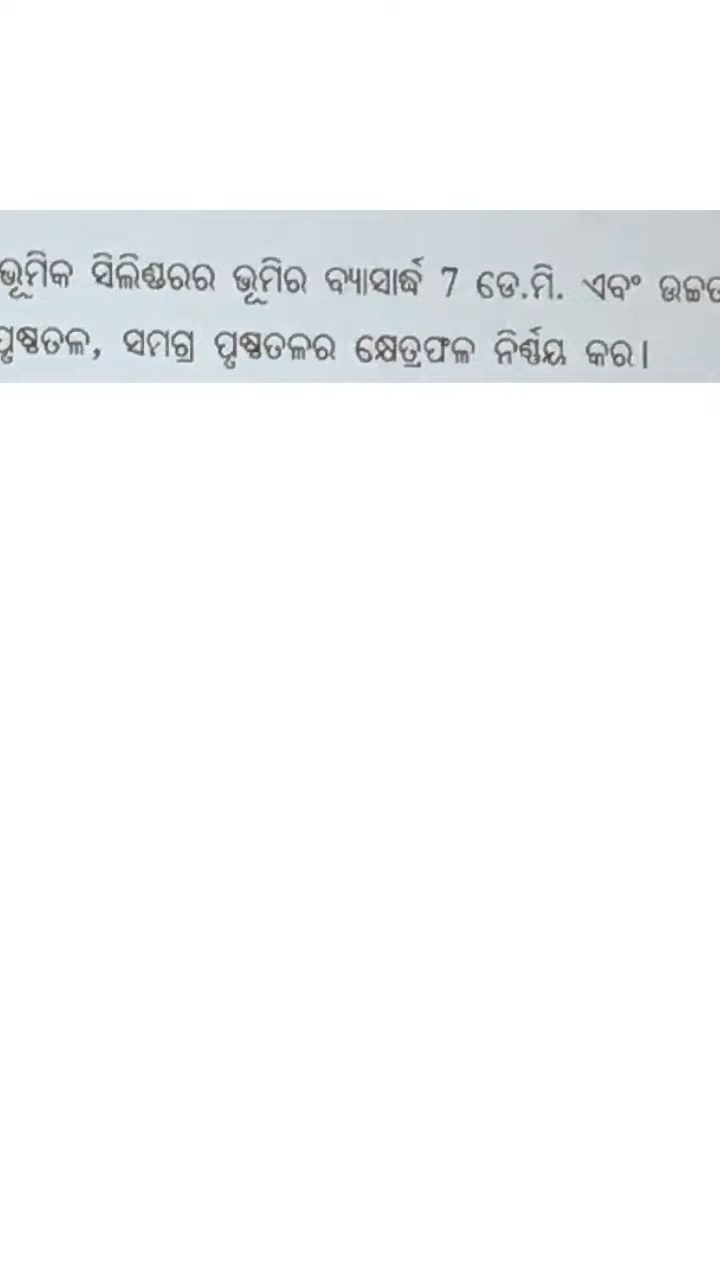 ଭୂମିକ ସିଲିଣ୍ଡରର ଭୂମିର ବ୍ୟାସାର୍ଦ୍ଧ 7 ଡେ.ମି. ଏବଂ
ପୃଷ୍ଠତଳ, ସମଗ୍ର ପୃଷ୍ଠତଳର କ୍ଷେତ୍ରଫଳ ନିର୍ଣ୍ଣୟ କର।